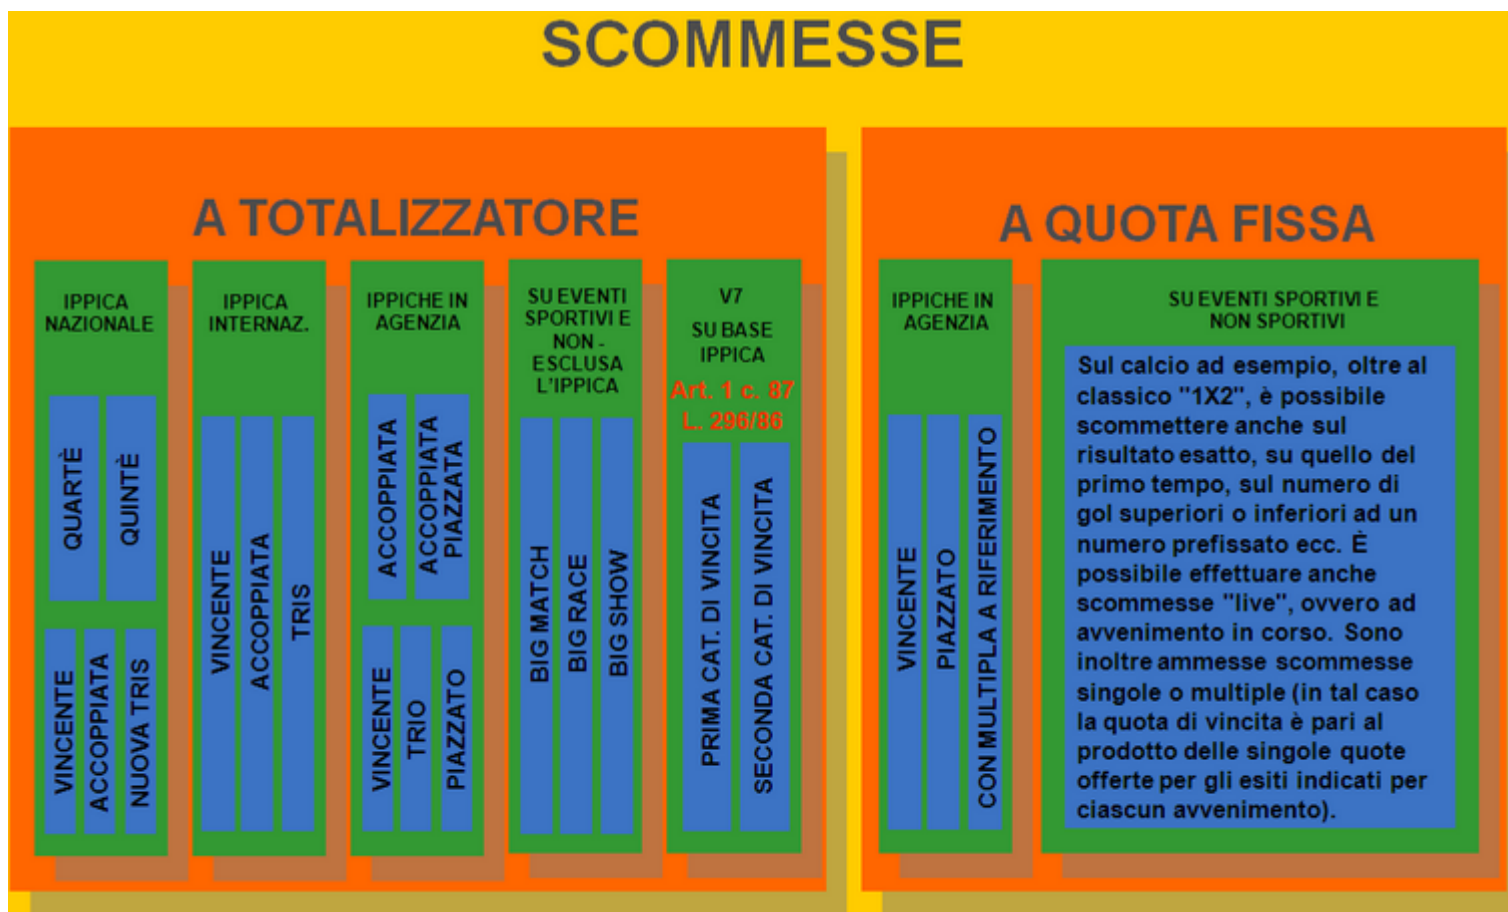 SCOMMESSE
A TOTALIZZATORE
IPPICA
NAZIONALE
QUARTÈ
QUINTÈ
VINCENTE
ACCOPPIATA
NUOVA TRIS
IPPICA
INTERNAZ.
VINCENTE
ACCOPPIATA
TRIS
IPPICHE IN
AGENZIA
ACCOPPIATA
ACCOPPIATA
PIAZZATA
VINCENTE
TRIO
PIAZZATO
SU EVENTI
SPORTIVI E
NON -
ESCLUSA
L'IPPICA
BIG MATCH
BIG RACE
BIG SHOW
V7
SU BASE
IPPICA
Art. 1 c. 87
L. 296/86
PRIMA CAT. DI VINCITA
SECONDA CAT. DI VINCITA
A QUOTA FISSA
IPPICHE IN
AGENZIA
VINCENTE
PIAZZATO
CON MULTIPLA A RIFERIMENTO
SU EVENTI SPORTIVI E
NON SPORTIVI
Sul calcio ad esempio, oltre al
classico "1X2", è possibile
scommettere anche sul
risultato esatto, su quello del
primo tempo, sul numero di
gol superiori o inferiori ad un
numero prefissato ecc. È
possibile effettuare anche
scommesse "live", ovvero ad
avvenimento in corso. Sono
inoltre ammesse scommesse
singole o multiple (in tal caso
la quota di vincita è pari al
prodotto delle singole quote
offerte per gli esiti indicati per
ciascun avvenimento).